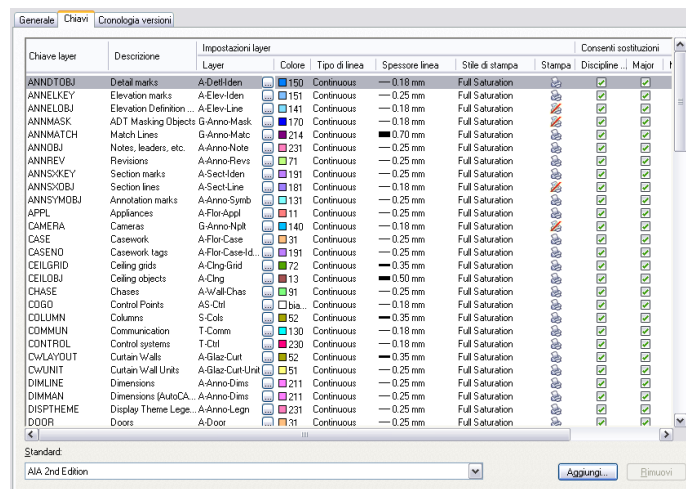 Generale Chiavi Cronologia versioni
Impostazioni layer Consenti sostituzioni
Chiave layer Descrizione Layer Colore Tipo di linea Spessore linea Stile di stampa Stampa Discipline ... Major
ANNDTOBJ Detail marks A-Detl-Iden ... 150 Continuous 0.18 mm Full Saturation
ANNELKEY Elevation marks A-Elev-Iden ... 151 Continuous 0.25 mm Full Saturation
ANNELOBJ Elevation Definition ... A-Elev-Line ... 141 Continuous 0.18 mm Full Saturation
ANNMASK ADT Masking Objects G-Anno-Mask ... 170 Continuous 0.18 mm Full Saturation
ANNMATCH Match Lines G-Anno-Matc ... 214 Continuous 0.70 mm Full Saturation
ANNOBJ Notes, leaders, etc. A-Anno-Note ... 231 Continuous 0.25 mm Full Saturation
ANNREV Revisions A-Anno-Revs ... 71 Continuous 0.25 mm Full Saturation
ANNSXKEY Section marks A-Sect-Iden ... 191 Continuous 0.25 mm Full Saturation
ANNSXOBJ Section lines A-Sect-Line ... 181 Continuous 0.18 mm Full Saturation
ANNSYMOBJ Annotation marks A-Anno-Symb ... 131 Continuous 0.25 mm Full Saturation
APPL Appliances A-Flor-Appl ... 11 Continuous 0.25 mm Full Saturation
CAMERA Cameras G-Anno-Nplt ... 140 Continuous 0.18 mm Full Saturation
CASE Casework A-Flor-Case ... 31 Continuous 0.25 mm Full Saturation
CASENO Casework tags A-Flor-Case-Id... ... 191 Continuous 0.25 mm Full Saturation
CEILGRID Ceiling grids A-Clng-Grid ... 72 Continuous 0.35 mm Full Saturation
CEILOBJ Ceiling objects A-Clng ... 13 Continuous 0.50 mm Full Saturation
CHASE Chases A-Wall-Chas ... 91 Continuous 0.25 mm Full Saturation
COGO Control Points AS-Ctrl ... bia... Continuous 0.18 mm Full Saturation
COLUMN Columns S-Cols ... 52 Continuous 0.35 mm Full Saturation
COMMUN Communication T-Comm ... 130 Continuous 0.18 mm Full Saturation
CONTROL Control systems T-Ctrl ... 230 Continuous 0.18 mm Full Saturation
CWLAYOUT Curtain Walls A-Glaz-Curt ... 52 Continuous 0.35 mm Full Saturation
CWUNIT Curtain Wall Units A-Glaz-Curt-Unit ... 51 Continuous 0.25 mm Full Saturation
DIMLINE Dimensions A-Anno-Dims ... 211 Continuous 0.25 mm Full Saturation
DIMMAN Dimensions (AutoCA... A-Anno-Dims ... 211 Continuous 0.25 mm Full Saturation
DISPTHEME Display Theme Lege... A-Anno-Legn ... 231 Continuous 0.25 mm Full Saturation
DOOR Doors A-Door ... 31 Continuous 0.25 mm Full Saturation
Standard:
AIA 2nd Edition Aggiungi... Rimuovi